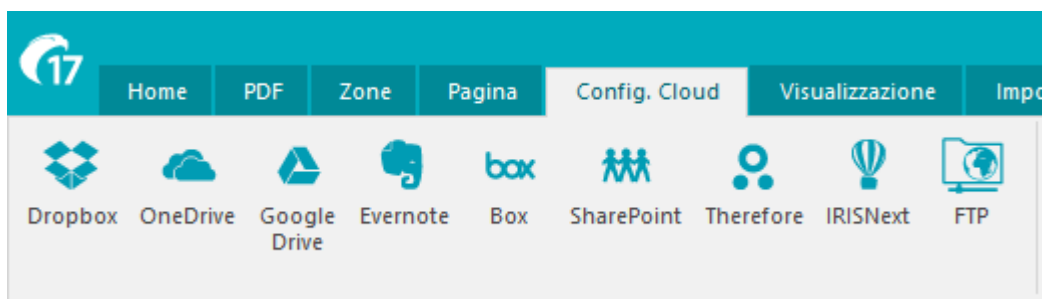 17
Home PDF Zone Pagina Config. Cloud Visualizzazione Impo
box
Dropbox OneDrive Google Drive Evernote Box SharePoint Therefore IRISNext FTP